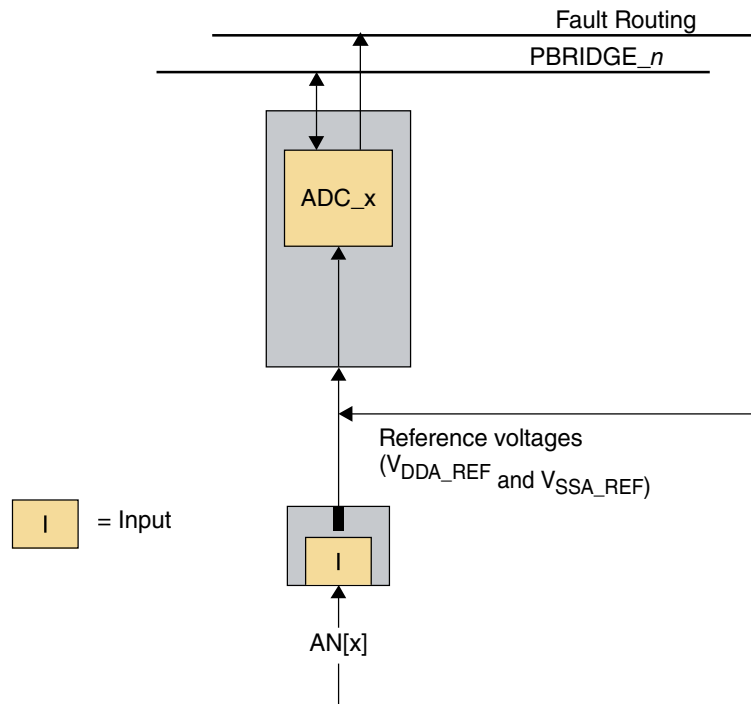 Fault Routing
PBRIDGE_n
ADC_x
Reference voltages
(VDDA_REF and VSSA_REF)
I = Input
I
AN[x]